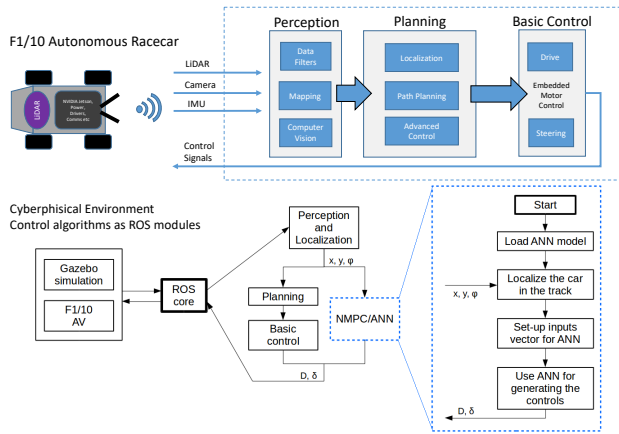 Perception
Planning
Basic Control
F1/10 Autonomous Racecar
LiDAR
Camera
IMU
Control
Signals
LiDAR
NVIDIA Jetson,
Power,
Drivers,
Comms etc
Data
Filters
Mapping
Computer
Vision
Localization
Path Planning
Advanced
Control
Drive
Embedded
Motor
Control
Steering
Cyberphisical Environment
Control algorithms as ROS modules
Gazebo
simulation
F1/10
AV
ROS
core
Perception
and
Localization
x, y, φ
Planning
Basic
control
NMPC/ANN
D, δ
Start
Load ANN model
Localize the car
in the track
x, y, φ
Set-up inputs
vector for ANN
Use ANN for
generating the
controls
D, δ